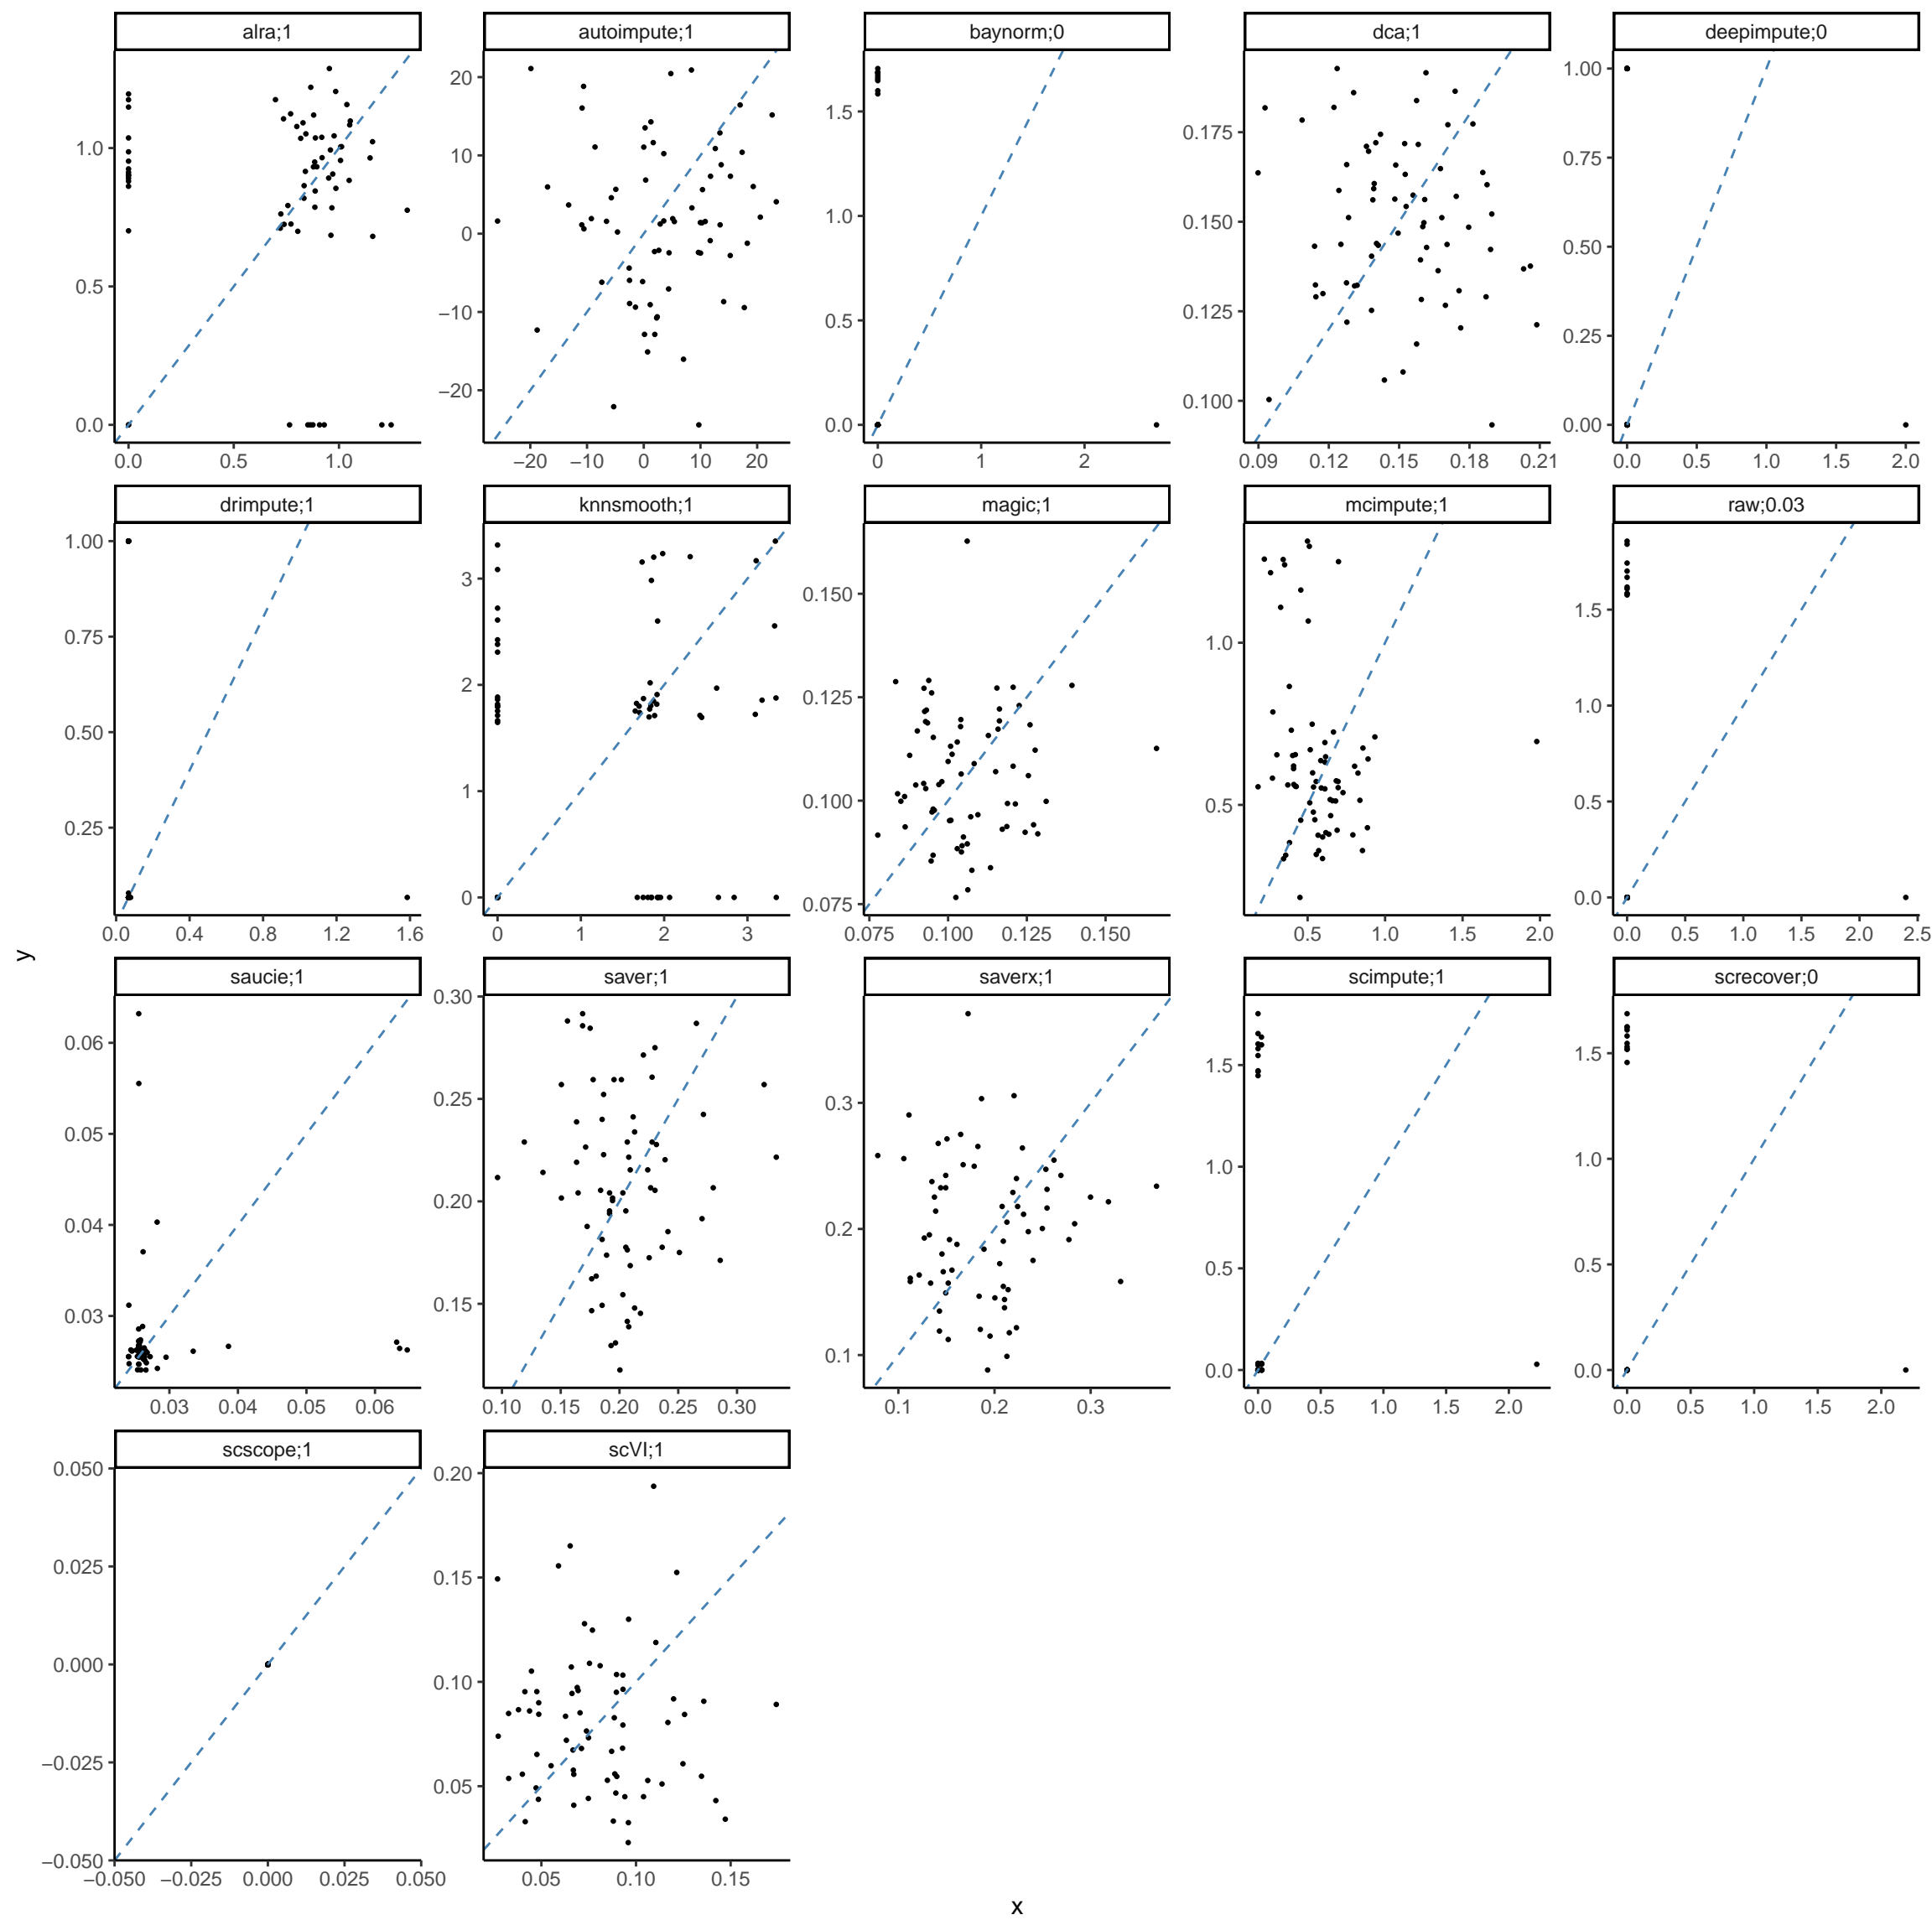 alra;1 autoimpute;1 baynorm;0 dca;1 deepimpute;0
1.0
0.5
0.0
0.0 0.5 1.0
20
10
0
−10
−20
−20 −10 0 10 20
1.5
1.0
0.5
0.0
0 1 2
0.175
0.150
0.125
0.100
0.09 0.12 0.15 0.18 0.21
1.00
0.75
0.50
0.25
0.00
0.0 0.5 1.0 1.5 2.0
drimpute;1 knnsmooth;1 magic;1 mcimpute;1 raw;0.03
1.00
0.75
0.50
0.25
0.0 0.4 0.8 1.2 1.6
3
2
1
0
0 1 2 3
0.150
0.125
0.100
0.075
0.075 0.100 0.125 0.150
1.0
0.5
0.5 1.0 1.5 2.0
1.5
1.0
0.5
0.0
0.0 0.5 1.0 1.5 2.0 2.5
y
saucie;1 saver;1 saverx;1 scimpute;1 screcover;0
0.06
0.05
0.04
0.03
0.03 0.04 0.05 0.06
0.30
0.25
0.20
0.15
0.10 0.15 0.20 0.25 0.30
0.3
0.2
0.1
0.1 0.2 0.3
1.5
1.0
0.5
0.0
0.0 0.5 1.0 1.5 2.0
1.5
1.0
0.5
0.0
0.0 0.5 1.0 1.5 2.0
scscope;1 scVI;1
0.050
0.025
0.000
−0.025
−0.050
−0.050 −0.025 0.000 0.025 0.050
0.20
0.15
0.10
0.05
0.05 0.10 0.15
x